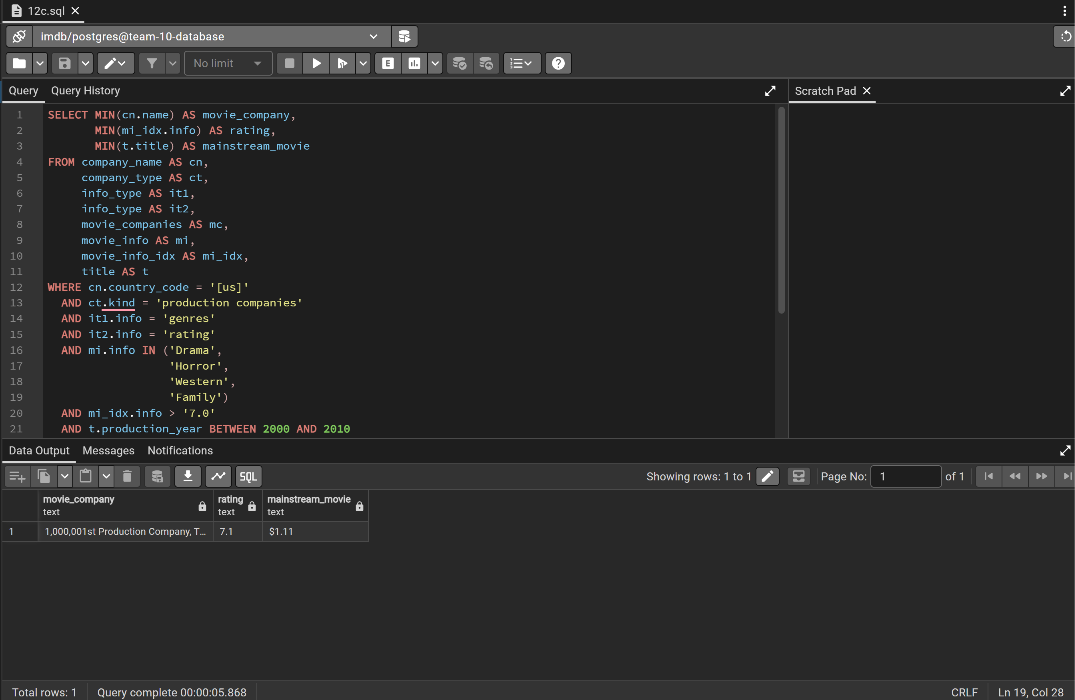 12c.sql
imdb/postgres@team-10-database
No limit
E
Query Query History
Scratch Pad
1 SELECT MIN(cn.name) AS movie_company,
2 MIN(mi_idx.info) AS rating,
3 MIN(t.title) AS mainstream_movie
4 FROM company_name AS cn,
5 company_type AS ct,
6 info_type AS it1,
7 info_type AS it2,
8 movie_companies AS mc,
9 movie_info AS mi,
10 movie_info_idx AS mi_idx,
11 title AS t
12 WHERE cn.country_code = '[us]'
13 AND ct.kind = 'production companies'
14 AND it1.info = 'genres'
15 AND it2.info = 'rating'
16 AND mi.info IN ('Drama',
17 'Horror',
18 'Western',
19 'Family')
20 AND mi_idx.info > '7.0'
21 AND t.production_year BETWEEN 2000 AND 2010
Data Output Messages Notifications
SQL
Showing rows: 1 to 1
Page No: 1 of 1
movie_company rating mainstream_movie
text text text
1 1,000,001st Production Company, T... 7.1 $1.11
Total rows: 1 Query complete 00:00:05.868 CRLF Ln 19, Col 28